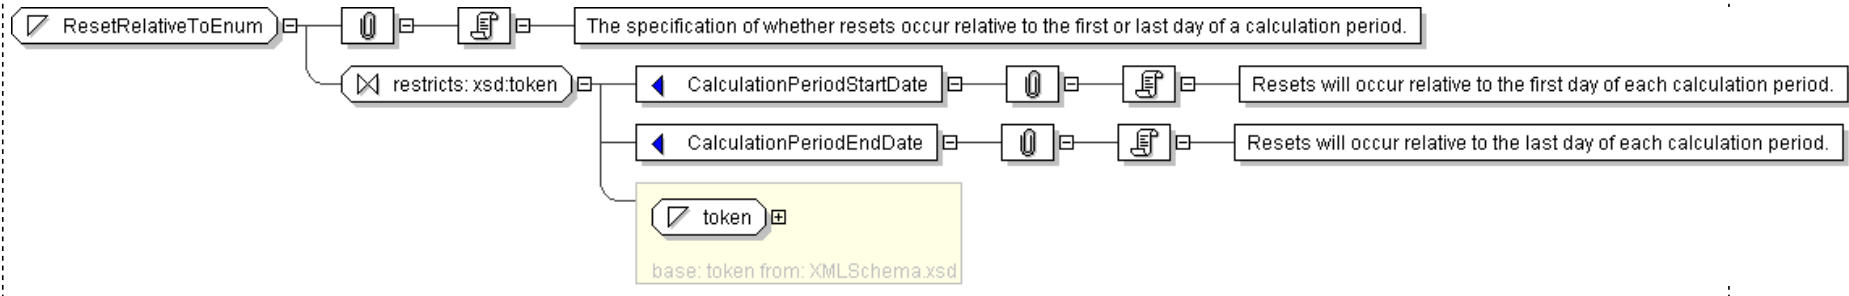 ResetRelativeToEnum
The specification of whether resets occur relative to the first or last day of a calculation period.
restricts: xsd:token
CalculationPeriodStartDate
Resets will occur relative to the first day of each calculation period.
CalculationPeriodEndDate
Resets will occur relative to the last day of each calculation period.
token
base: token from: XMLSchema.xsd